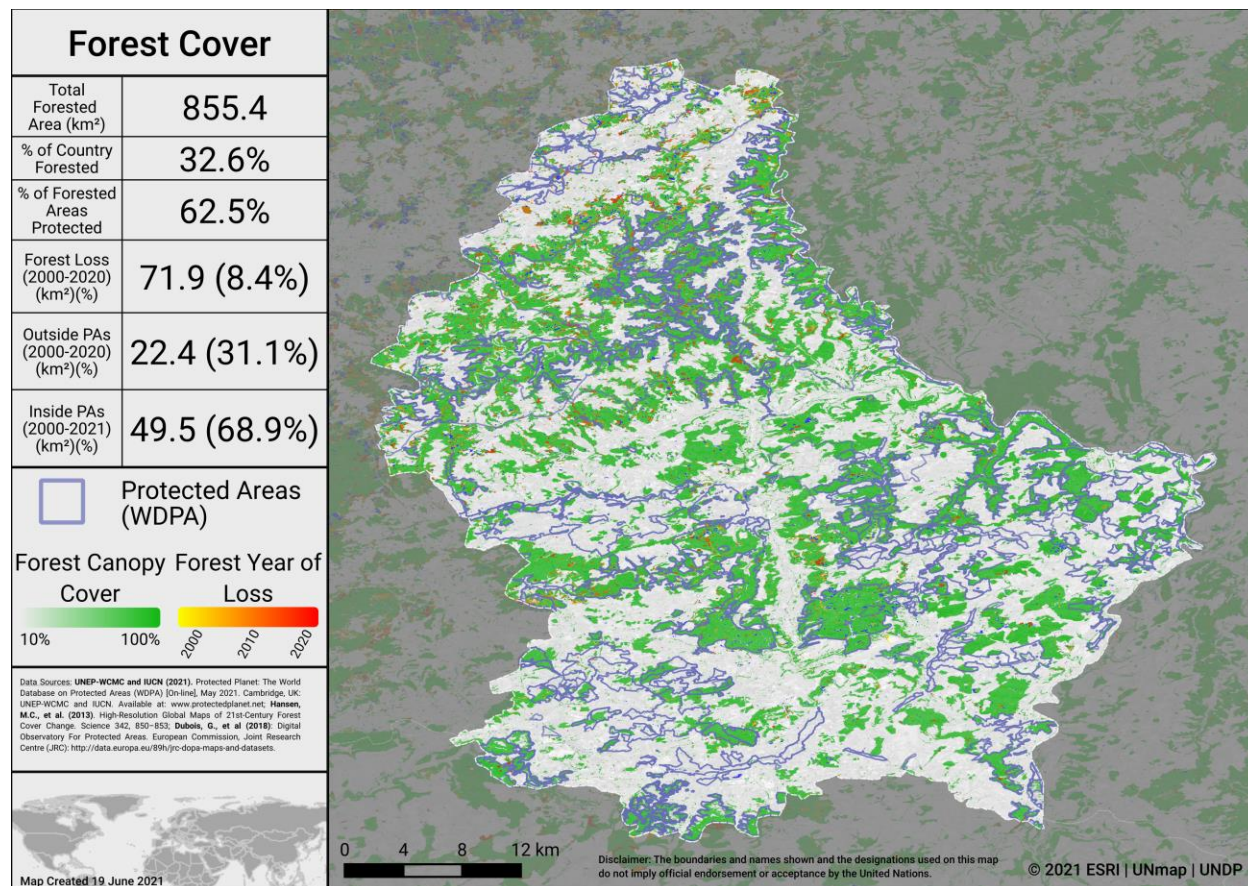 Forest Cover
Total
Forested
Area (km²)
855.4
% of Country
Forested
32.6%
% of Forested
Areas
Protected
62.5%
Forest Loss
(2000-2020)
(km²)(%)
71.9 (8.4%)
Outside PAs
(2000-2020)
(km²)(%)
22.4 (31.1%)
Inside PAs
(2000-2021)
(km²)(%)
49.5 (68.9%)
Protected Areas
(WDPA)
Forest Canopy
Cover
10%
100%
Forest Year of
Loss
2000
2010
2020
Data Sources: UNEP-WCMC and IUCN (2021). Protected Planet: The World
Database on Protected Areas (WDPA) [On-line], May 2021. Cambridge, UK:
UNEP-WCMC and IUCN. Available at: www.protectedplanet.net; Hansen,
M.C., et al. (2013). High-Resolution Global Maps of 21st-Century Forest
Cover Change. Science 342, 850–853; Dubois, G., et al (2018): Digital
Observatory For Protected Areas. European Commission, Joint Research
Centre (JRC): http://data.europa.eu/89h/jrc-dopa-maps-and-datasets.
Map Created 19 June 2021
0 4 8 12 km
Disclaimer: The boundaries and names shown and the designations used on this map
do not imply official endorsement or acceptance by the United Nations.
© 2021 ESRI | UNmap | UNDP